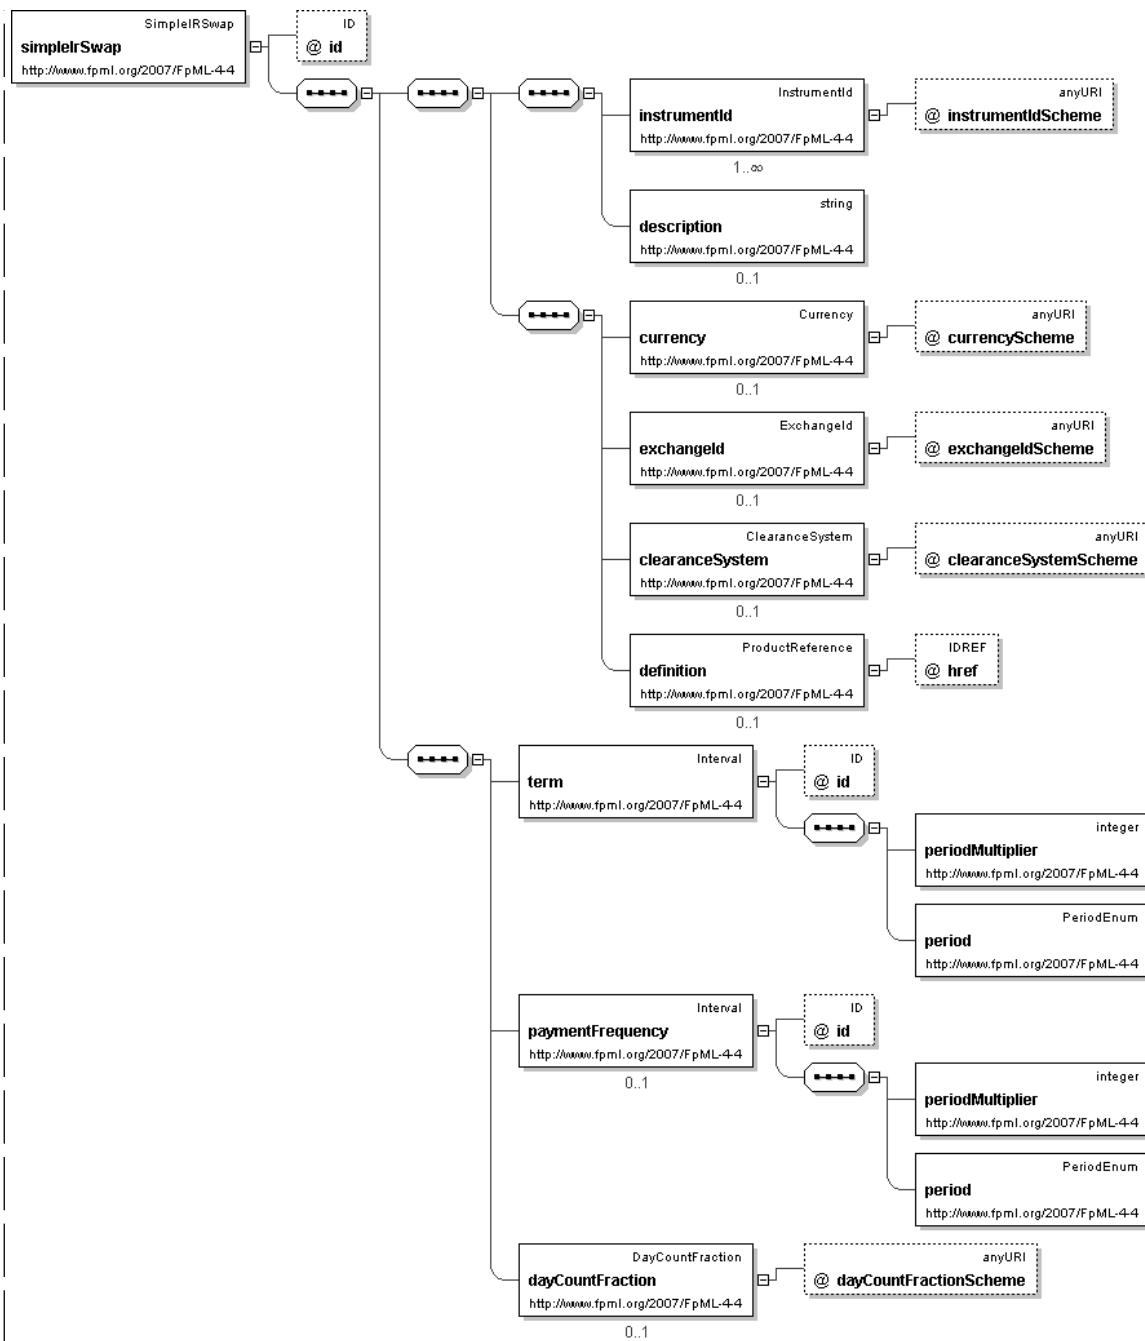 SimpleIRSwap
simpleIrSwap
http://www.fpml.org/2007/FpML-4-4
ID
@ id
InstrumentId
instrumentId
http://www.fpml.org/2007/FpML-4-4
1..∞
anyURI
@ instrumentIdScheme
string
description
http://www.fpml.org/2007/FpML-4-4
0..1
Currency
currency
http://www.fpml.org/2007/FpML-4-4
0..1
anyURI
@ currencyScheme
ExchangeId
exchangeId
http://www.fpml.org/2007/FpML-4-4
0..1
anyURI
@ exchangeIdScheme
ClearanceSystem
clearanceSystem
http://www.fpml.org/2007/FpML-4-4
0..1
anyURI
@ clearanceSystemScheme
ProductReference
definition
http://www.fpml.org/2007/FpML-4-4
0..1
IDREF
@ href
Interval
term
http://www.fpml.org/2007/FpML-4-4
ID
@ id
integer
periodMultiplier
http://www.fpml.org/2007/FpML-4-4
PeriodEnum
period
http://www.fpml.org/2007/FpML-4-4
Interval
paymentFrequency
http://www.fpml.org/2007/FpML-4-4
0..1
ID
@ id
integer
periodMultiplier
http://www.fpml.org/2007/FpML-4-4
PeriodEnum
period
http://www.fpml.org/2007/FpML-4-4
DayCountFraction
dayCountFraction
http://www.fpml.org/2007/FpML-4-4
0..1
anyURI
@ dayCountFractionScheme